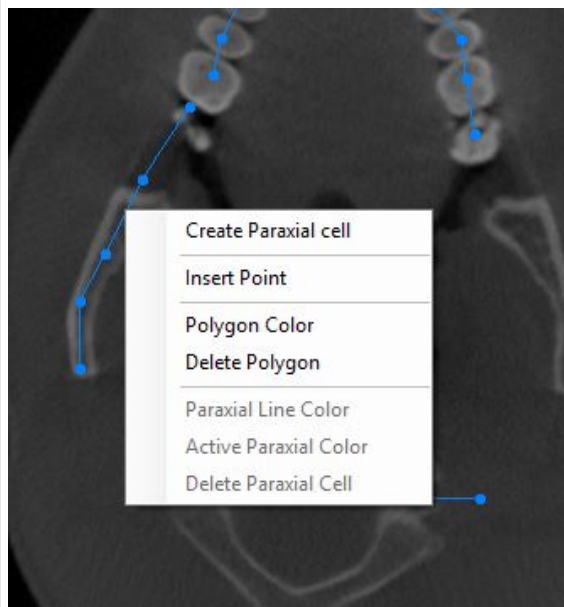 Create Paraxial cell
Insert Point
Polygon Color
Delete Polygon
Paraxial Line Color
Active Paraxial Color
Delete Paraxial Cell